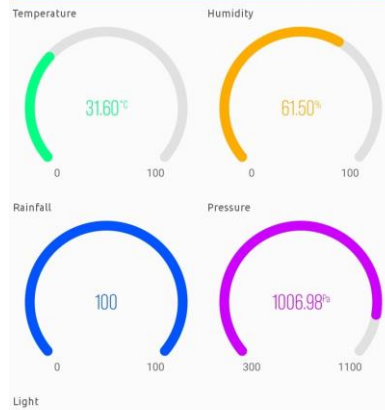 Temperature
Humidity
31.60°C
61.50%
0 100
0 100
Rainfall
Pressure
100
1006.98Pa
0 100
300 1100
Light